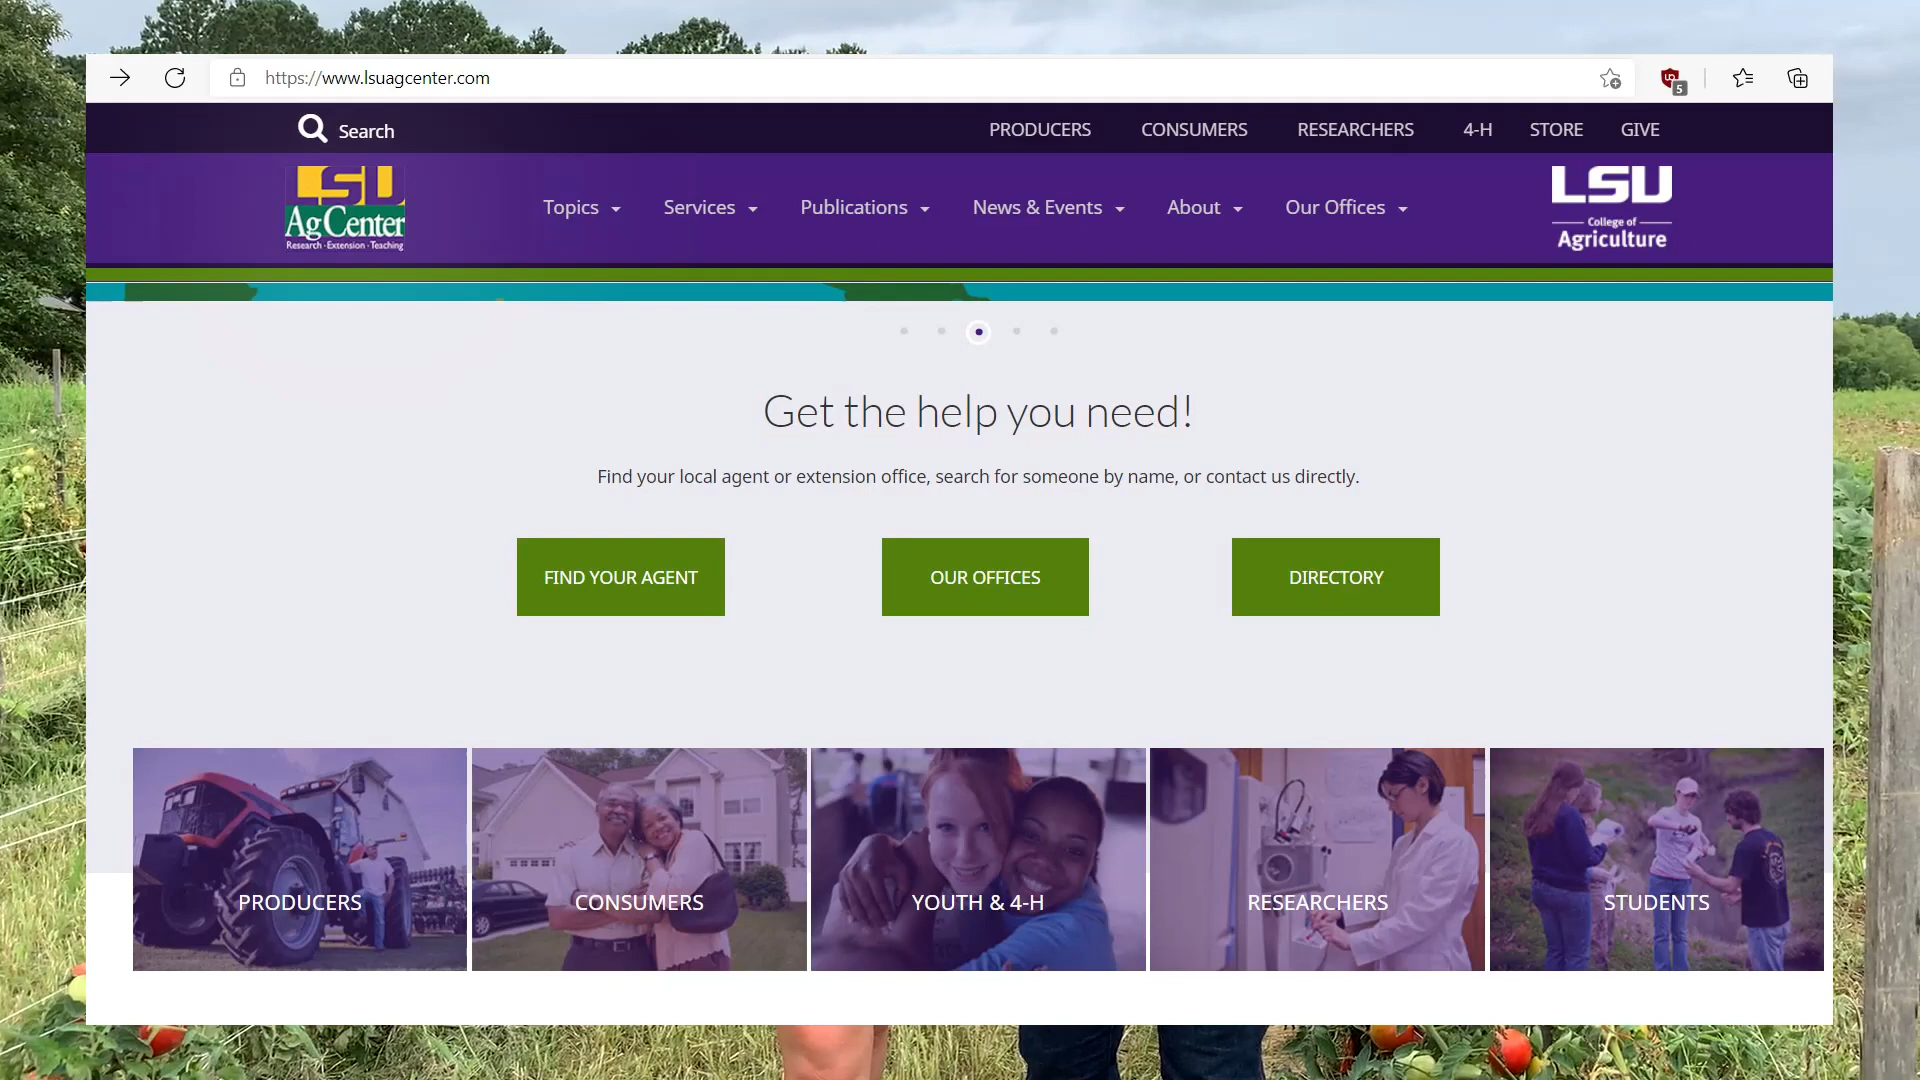 https://www.lsuagcenter.com
5
Search
PRODUCERS CONSUMERS RESEARCHERS 4-H STORE GIVE
LSU
AgCenter
Research · Extension · Teaching
Topics Services Publications News & Events About Our Offices
LSU
College of
Agriculture
Get the help you need!
Find your local agent or extension office, search for someone by name, or contact us directly.
FIND YOUR AGENT
OUR OFFICES
DIRECTORY
PRODUCERS
CONSUMERS
YOUTH & 4-H
RESEARCHERS
STUDENTS